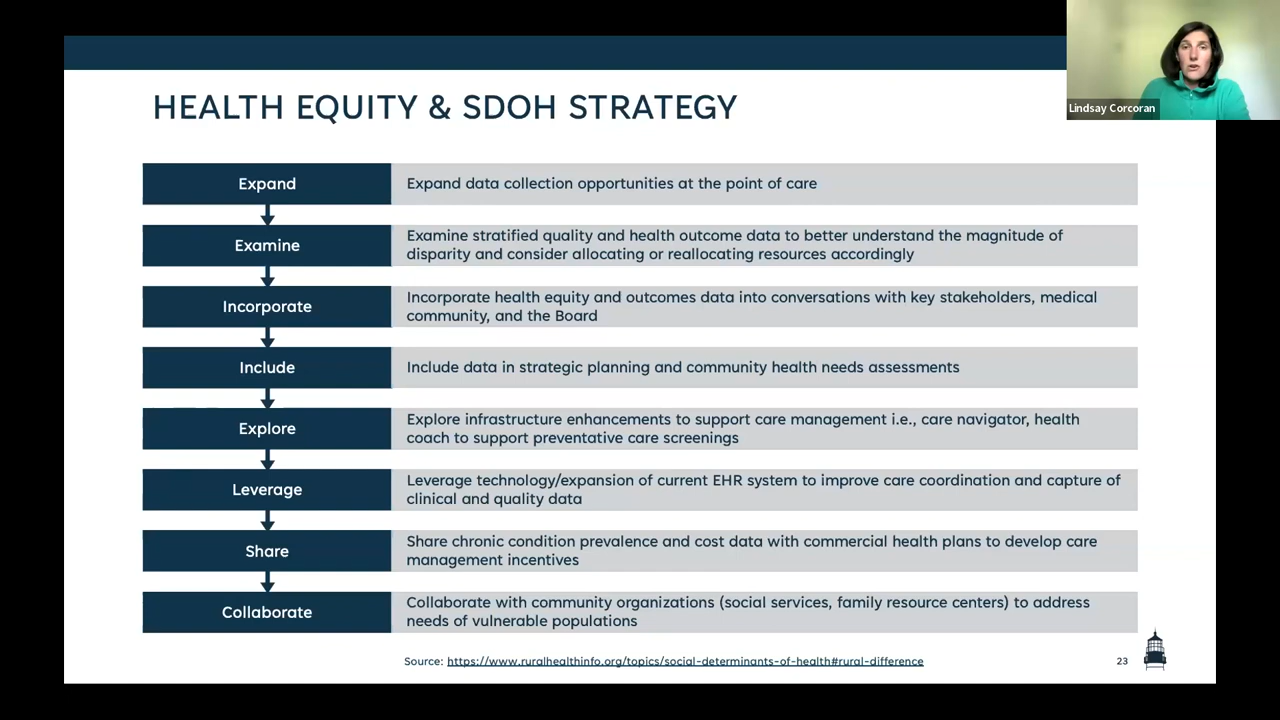 HEALTH EQUITY & SDOH STRATEGY
Lindsay Corcoran
Expand
Expand data collection opportunities at the point of care
Examine
Examine stratified quality and health outcome data to better understand the magnitude of
disparity and consider allocating or reallocating resources accordingly
Incorporate
Incorporate health equity and outcomes data into conversations with key stakeholders, medical
community, and the Board
Include
Include data in strategic planning and community health needs assessments
Explore
Explore infrastructure enhancements to support care management i.e., care navigator, health
coach to support preventative care screenings
Leverage
Leverage technology/expansion of current EHR system to improve care coordination and capture of
clinical and quality data
Share
Share chronic condition prevalence and cost data with commercial health plans to develop care
management incentives
Collaborate
Collaborate with community organizations (social services, family resource centers) to address
needs of vulnerable populations
Source: https://www.ruralhealthinfo.org/topics/social-determinants-of-health#rural-difference
23